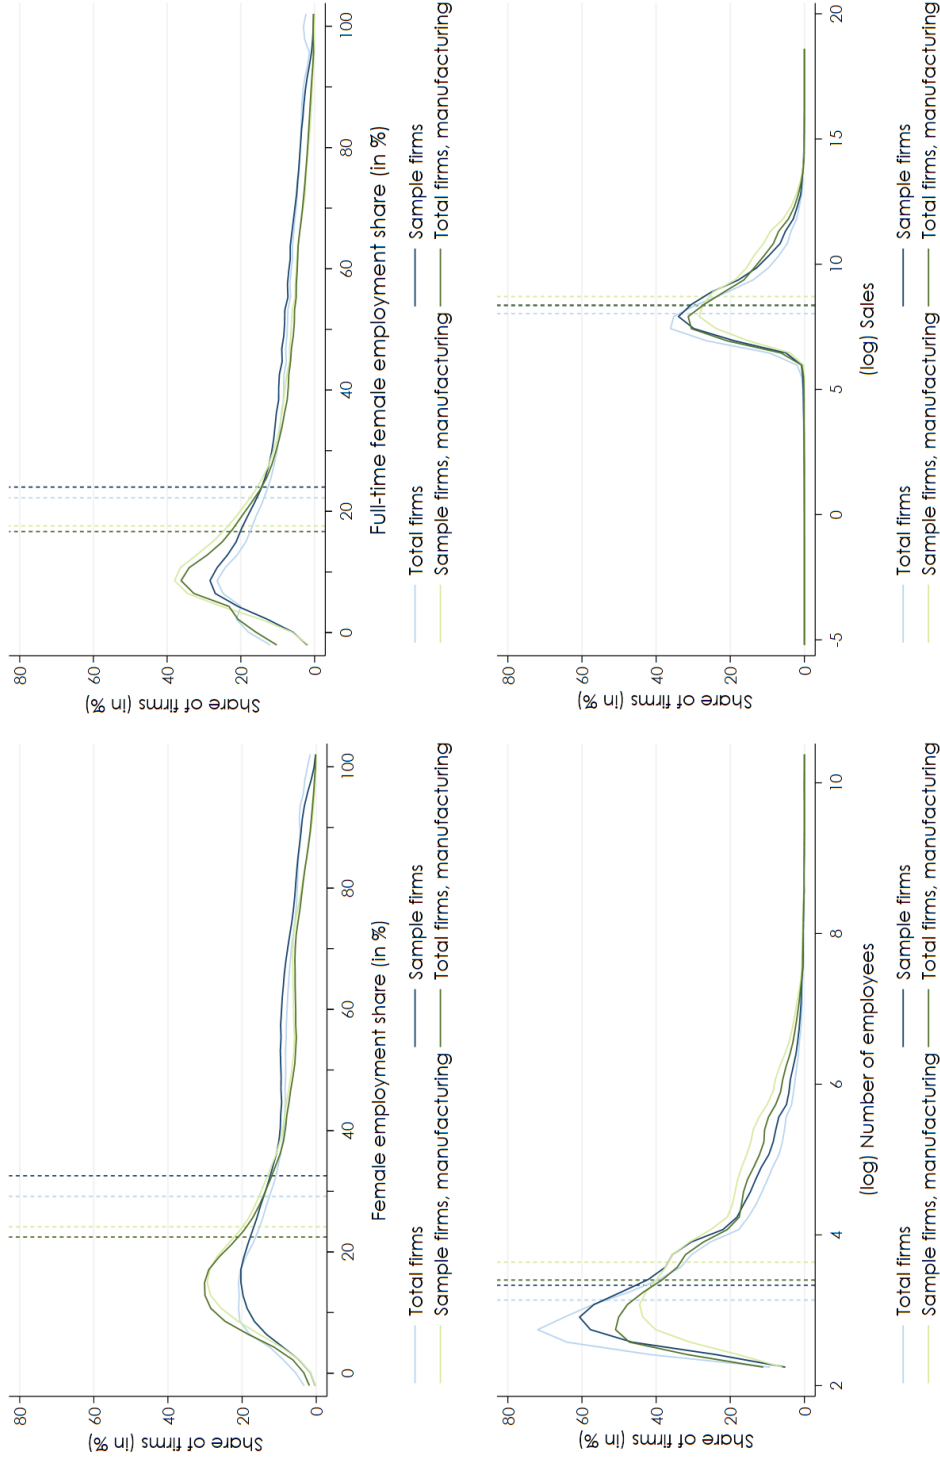 Share of firms (in %)
80
60
40
20
0
0 20 40 60 80 100
Female employment share (in %)
Total firms Sample firms
Sample firms, manufacturing Total firms, manufacturing
Share of firms (in %)
80
60
40
20
0
0 20 40 60 80 100
Full-time female employment share (in %)
Total firms Sample firms
Sample firms, manufacturing Total firms, manufacturing
Share of firms (in %)
80
60
40
20
0
2 4 6 8 10
(log) Number of employees
Total firms Sample firms
Sample firms, manufacturing Total firms, manufacturing
Share of firms (in %)
80
60
40
20
0
-5 0 5 10 15 20
(log) Sales
Total firms Sample firms
Sample firms, manufacturing Total firms, manufacturing